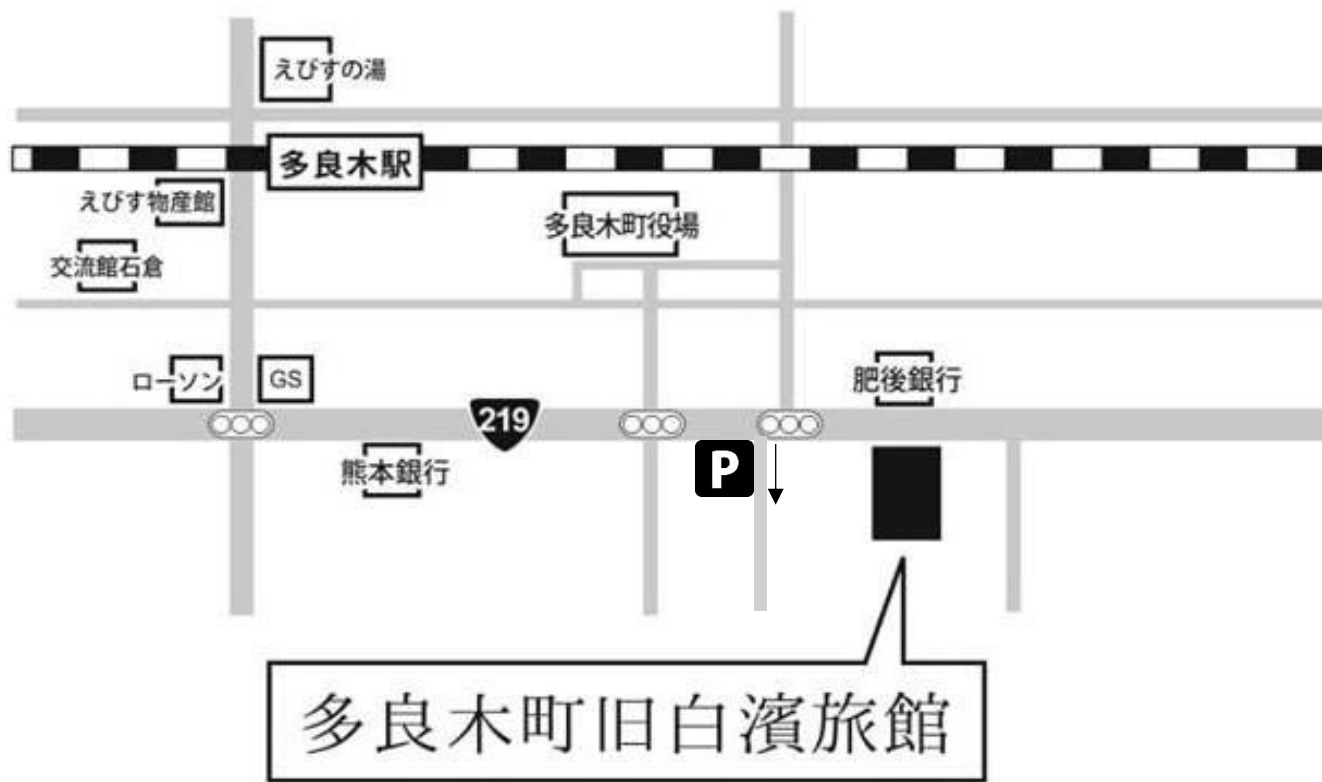 えびすの湯
多良木駅
えびす物産館
多良木町役場
交流館石倉
ローソン
GS
肥後銀行
219
熊本銀行
P
多良木町旧白濱旅館